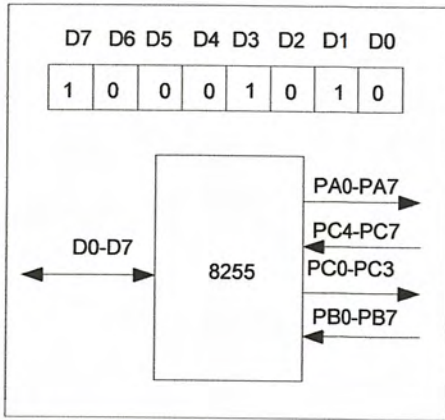 D7 D6 D5 D4 D3 D2 D1 D0
1 0 0 0 1 0 1 0
PA0-PA7
PC4-PC7
D0-D7
8255
PC0-PC3
PB0-PB7